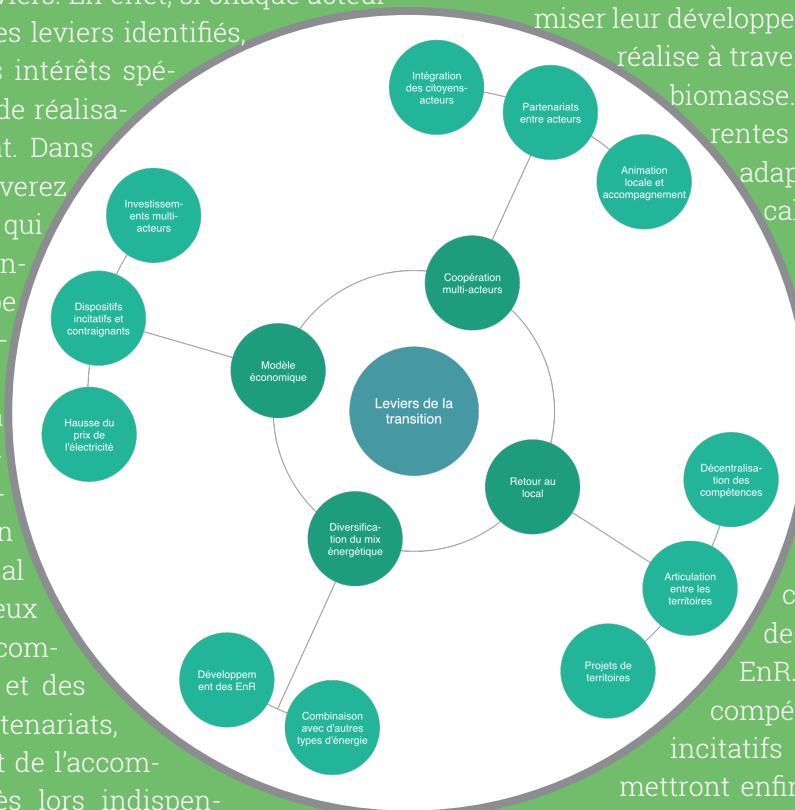 miser leur développe
es leviers identifiés,
s intérêts spé-
de réalisa-
t. Dans
verez
qui
n-
al
eux
com-
et des
tenariats,
t de l'accom-
ès lors indispen-
Intégration
des citoyens-
acteurs
Partenariats
entre acteurs
Animation
locale et
accompagnement
Coopération
multi-acteurs
Investissem-
ents multi-
acteurs
Dispositifs
incitatifs et
contraignants
Hausse du
prix de
l'électricité
Modèle
économique
Leviers de la
transition
Retour au
local
Décentralisa-
tion des
compétences
Articulation
entre les
territoires
Projets de
territoires
Diversifica-
tion du mix
énergétique
Développem
ent des EnR
Combinaison
avec d'autres
types d'énergie
réalise à trave
biomasse.
rentes
adap
cal
c
de
EnR.
compé
incitatifs
mettront enfin